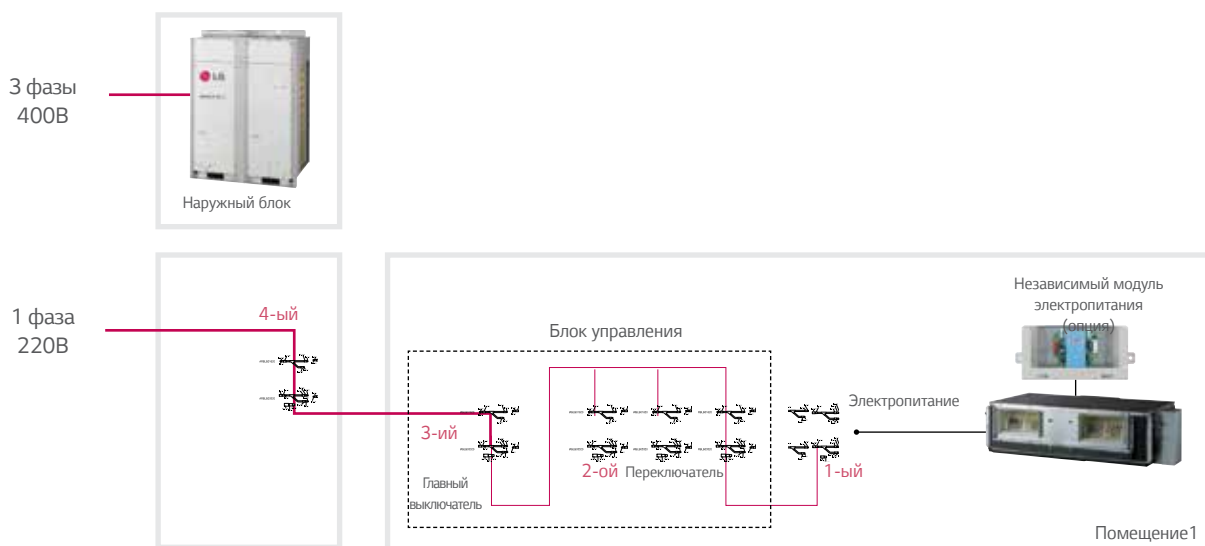 3 фазы
400В
LG
Наружный блок
1 фаза
220В
4-ый
Блок управления
Независимый модуль
электропитания
(опция)
Электропитание
3-ий
2-ой
Переключатель
1-ый
Главный
выключатель
Помещение1